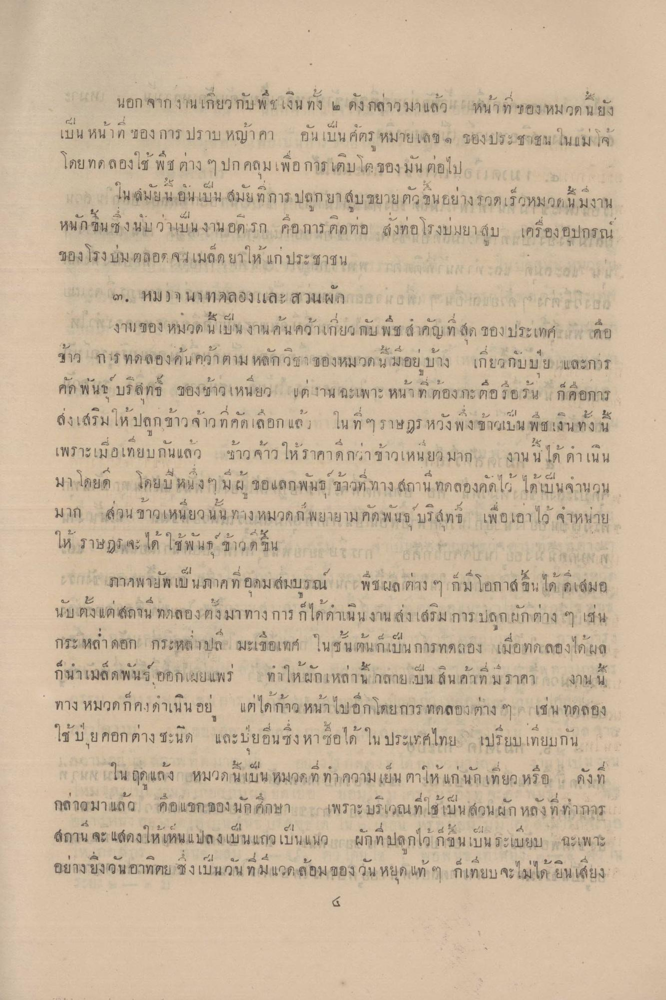 นอกจากงานเกี่ยวกับพืชเงินทั้ง ๒ ดังกล่าวมาแล้ว หน้าที่ของหมวดนี้ยัง
เป็นหน้าที่ของการปราบหญ้าคา อันเป็นศัตรูหมายเลข ๑ ของประชาชนในแม่โจ้
โดยทดลองใช้พืชต่าง ๆ ปกคลุมเพื่อการเติบโตของมันต่อไป
ในสมัยนี้ อันเป็นสมัยที่การปลูกยาสูบขยายตัวขึ้นอย่างรวดเร็วหมวดนี้มีงาน
หนักขึ้นซึ่งนับว่าเป็นงานอดิเรก คือการติดต่อ สั่งท่อโรงบ่มยาสูบ เครื่องอุปกรณ์
ของโรงบ่มตลอดจนเมล็ดยาให้แก่ประชาชน
๓. หมวดนาทดลองและสวนผัก
งานของหมวดนี้เป็นงานค้นคว้าเกี่ยวกับพืชสำคัญที่สุดของประเทศ คือ
ข้าว การทดลองค้นคว้าตามหลักวิชาของหมวดนี้มีอยู่บ้าง เกี่ยวกับปุ๋ย และการ
คัดพันธุ์บริสุทธิ์ ของข้าวเหนียว แต่งานฉะเพาะหน้าที่ต้องกะตือรือร้น ก็คือการ
ส่งเสริมให้ปลูกข้าวจ้าวที่คัดเลือกแล้ว ในที่ๆราษฎรหวังพึ่งข้าวเป็นพืชเงินทั้งนี้
เพราะเมื่อเทียบกันแล้ว ข้าวจ้าวให้ราคาดีกว่าข้าวเหนียวมาก งานนี้ได้ดำเนิน
มาโดยดี โดยปีหนึ่งๆมีผู้ขอแลกพันธุ์ข้าวที่ทางสถานีทดลองคัดไว้ ได้เป็นจำนวน
มาก ส่วนข้าวเหนียวนั้นทางหมวดก็พยายามคัดพันธุ์บริสุทธิ์ เพื่อเอาไว้จำหน่าย
ให้ราษฎรจะได้ใช้พันธุ์ข้าวดีขึ้น
ภาคพายัพเป็นภาคที่อุดมสมบูรณ์ พืชผลต่าง ๆ ก็มีโอกาสขึ้นได้ดีเสมอ
นับตั้งแต่สถานีทดลองตั้งมาทางการก็ได้ดำเนินงานส่งเสริมการปลูกผักต่าง ๆ เช่น
กระหล่ำดอก กระหล่ำปลี มะเขือเทศ ในชั้นต้นก็เป็นการทดลอง เมื่อทดลองได้ผล
ก็นำเมล็ดพันธุ์ออกเผยแพร่ ทำให้ผักเหล่านี้กลายเป็นสินค้าที่มีราคา งานนี้
ทางหมวดก็คงดำเนินอยู่ แต่ได้ก้าวหน้าไปอีกโดยการทดลองต่าง ๆ เช่นทดลอง
ใช้ปุ๋ยคอกต่างชะนิด และปุ๋ยอื่นซึ่งหาซื้อได้ในประเทศไทย เปรียบเทียบกัน
ในฤดูแล้ง หมวดนี้เป็นหมวดที่ทำความเย็นตาให้แก่นักเที่ยวหรือ ดังที่
กล่าวมาแล้ว คือแขกของนักศึกษา เพราะบริเวณที่ใช้เป็นสวนผักหลังที่ทำการ
สถานีจะแสดงให้เห็นแปลงเป็นแถวเป็นแนว ผักที่ปลูกไว้ก็ขึ้นเป็นระเบียบ ฉะเพาะ
อย่างยิ่งวันอาทิตย ซึ่งเป็นวันที่มีแวดล้อมของวันหยุดแท้ๆ ก็เทียบจะไม่ได้ยินเสียง
๔